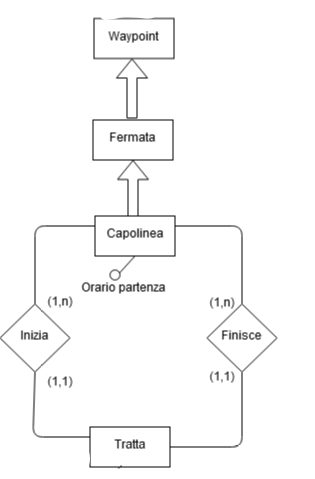 Waypoint
Fermata
Capolinea
Orario partenza
(1,n)
(1,n)
Inizia
Finisce
(1,1)
(1,1)
Tratta